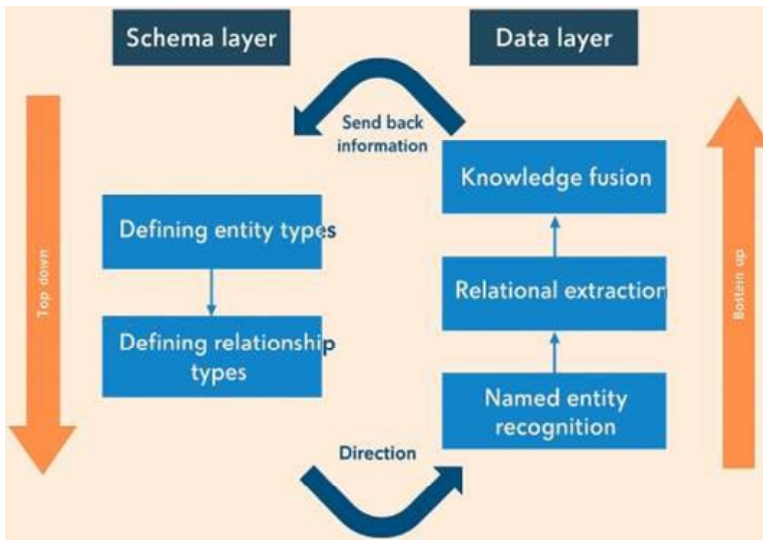 Schema layer
Data layer
Send back
information
Knowledge fusion
Defining entity types
Top down
Relational extraction
Bostein up
Defining relationship
types
Named entity
recognition
Direction